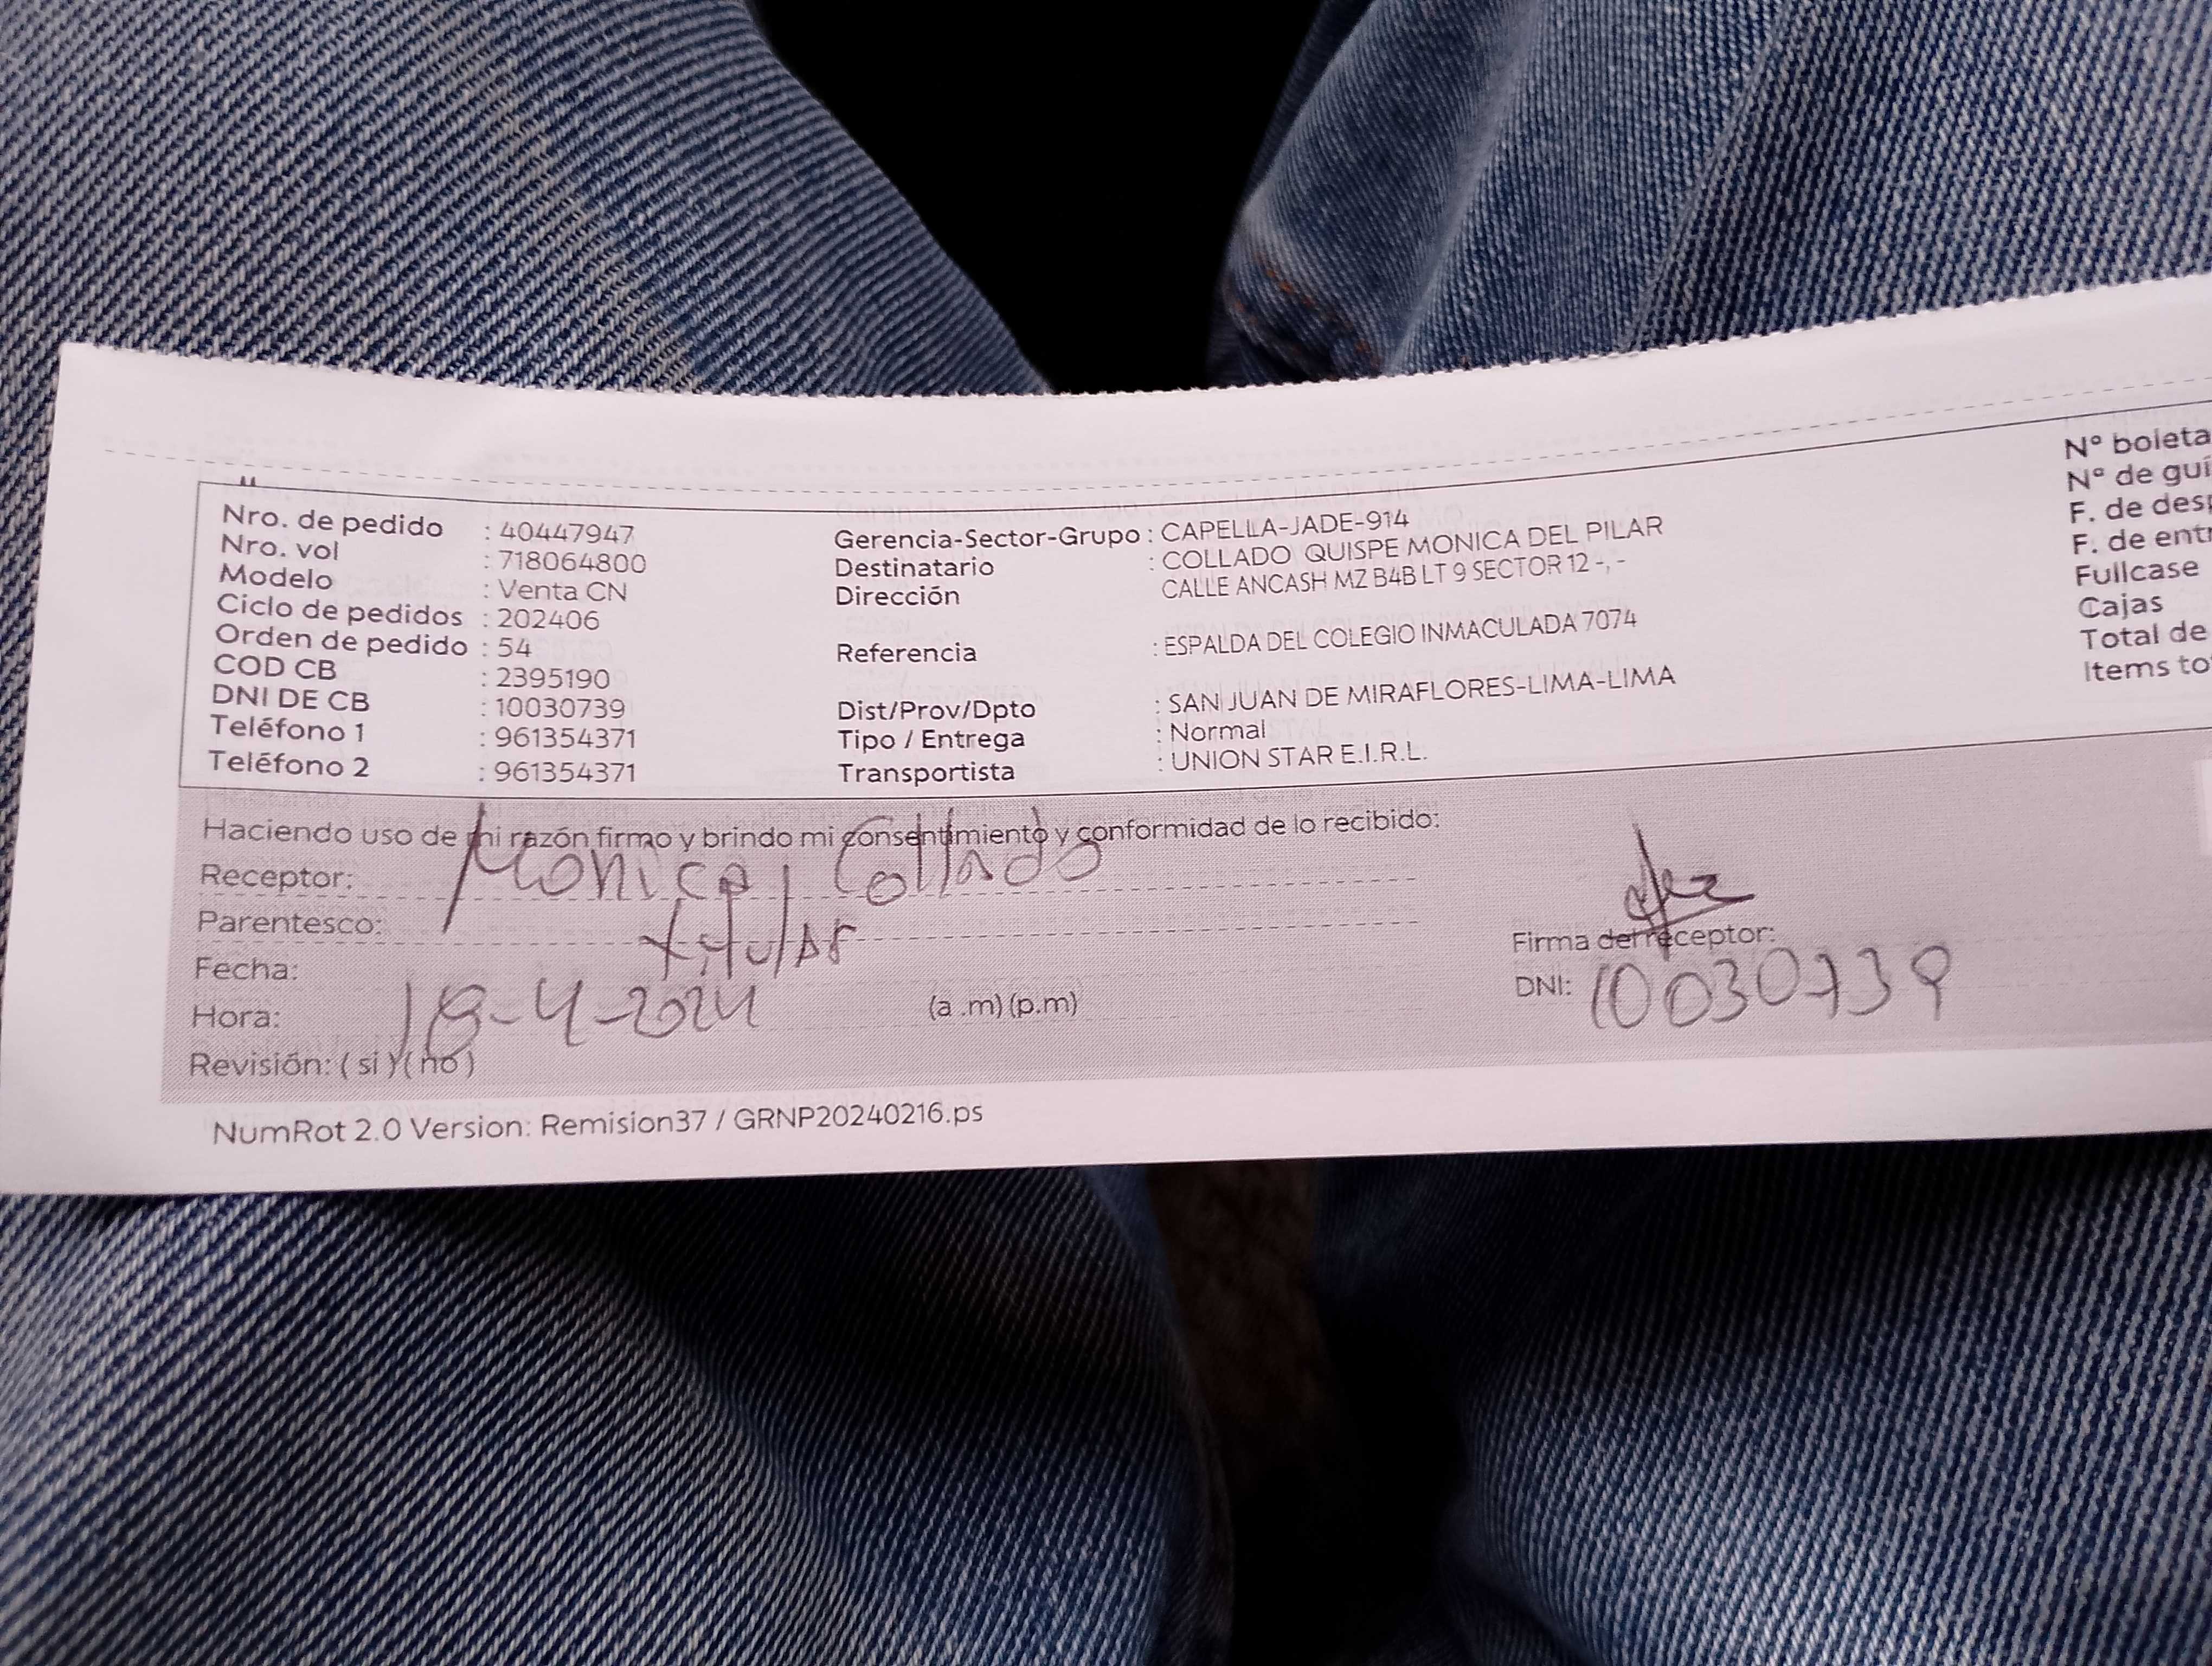 Nro. de pedido : 40447947
Nro. vol : 718064800
Modelo : Venta CN
Ciclo de pedidos : 202406
Orden de pedido : 54
COD CB : 2395190
DNI DE CB : 10030739
Teléfono 1 : 961354371
Teléfono 2 : 961354371
Gerencia-Sector-Grupo : CAPELLA-JADE-914
Destinatario : COLLADO QUISPE MONICA DEL PILAR
Dirección CALLE ANCASH MZ B4B LT 9 SECTOR 12 -, -
Referencia : ESPALDA DEL COLEGIO INMACULADA 7074
Dist/Prov/Dpto : SAN JUAN DE MIRAFLORES-LIMA-LIMA
Tipo / Entrega : Normal
Transportista : UNION STAR E.I.R.L.
N° boleta
N° de guí
F. de desp
F. de entr
Fullcase
Cajas
Total de
Items to
Haciendo uso de mi razón firmo y brindo mi consentimiento y conformidad de lo recibido:
Receptor: Monica Collado
Parentesco: titular
Fecha: 18-4-2024
Hora: (a .m) (p.m)
Revisión: ( si ) ( no )
Firma del receptor:
DNI: 10030739
NumRot 2.0 Version: Remision37 / GRNP20240216.ps